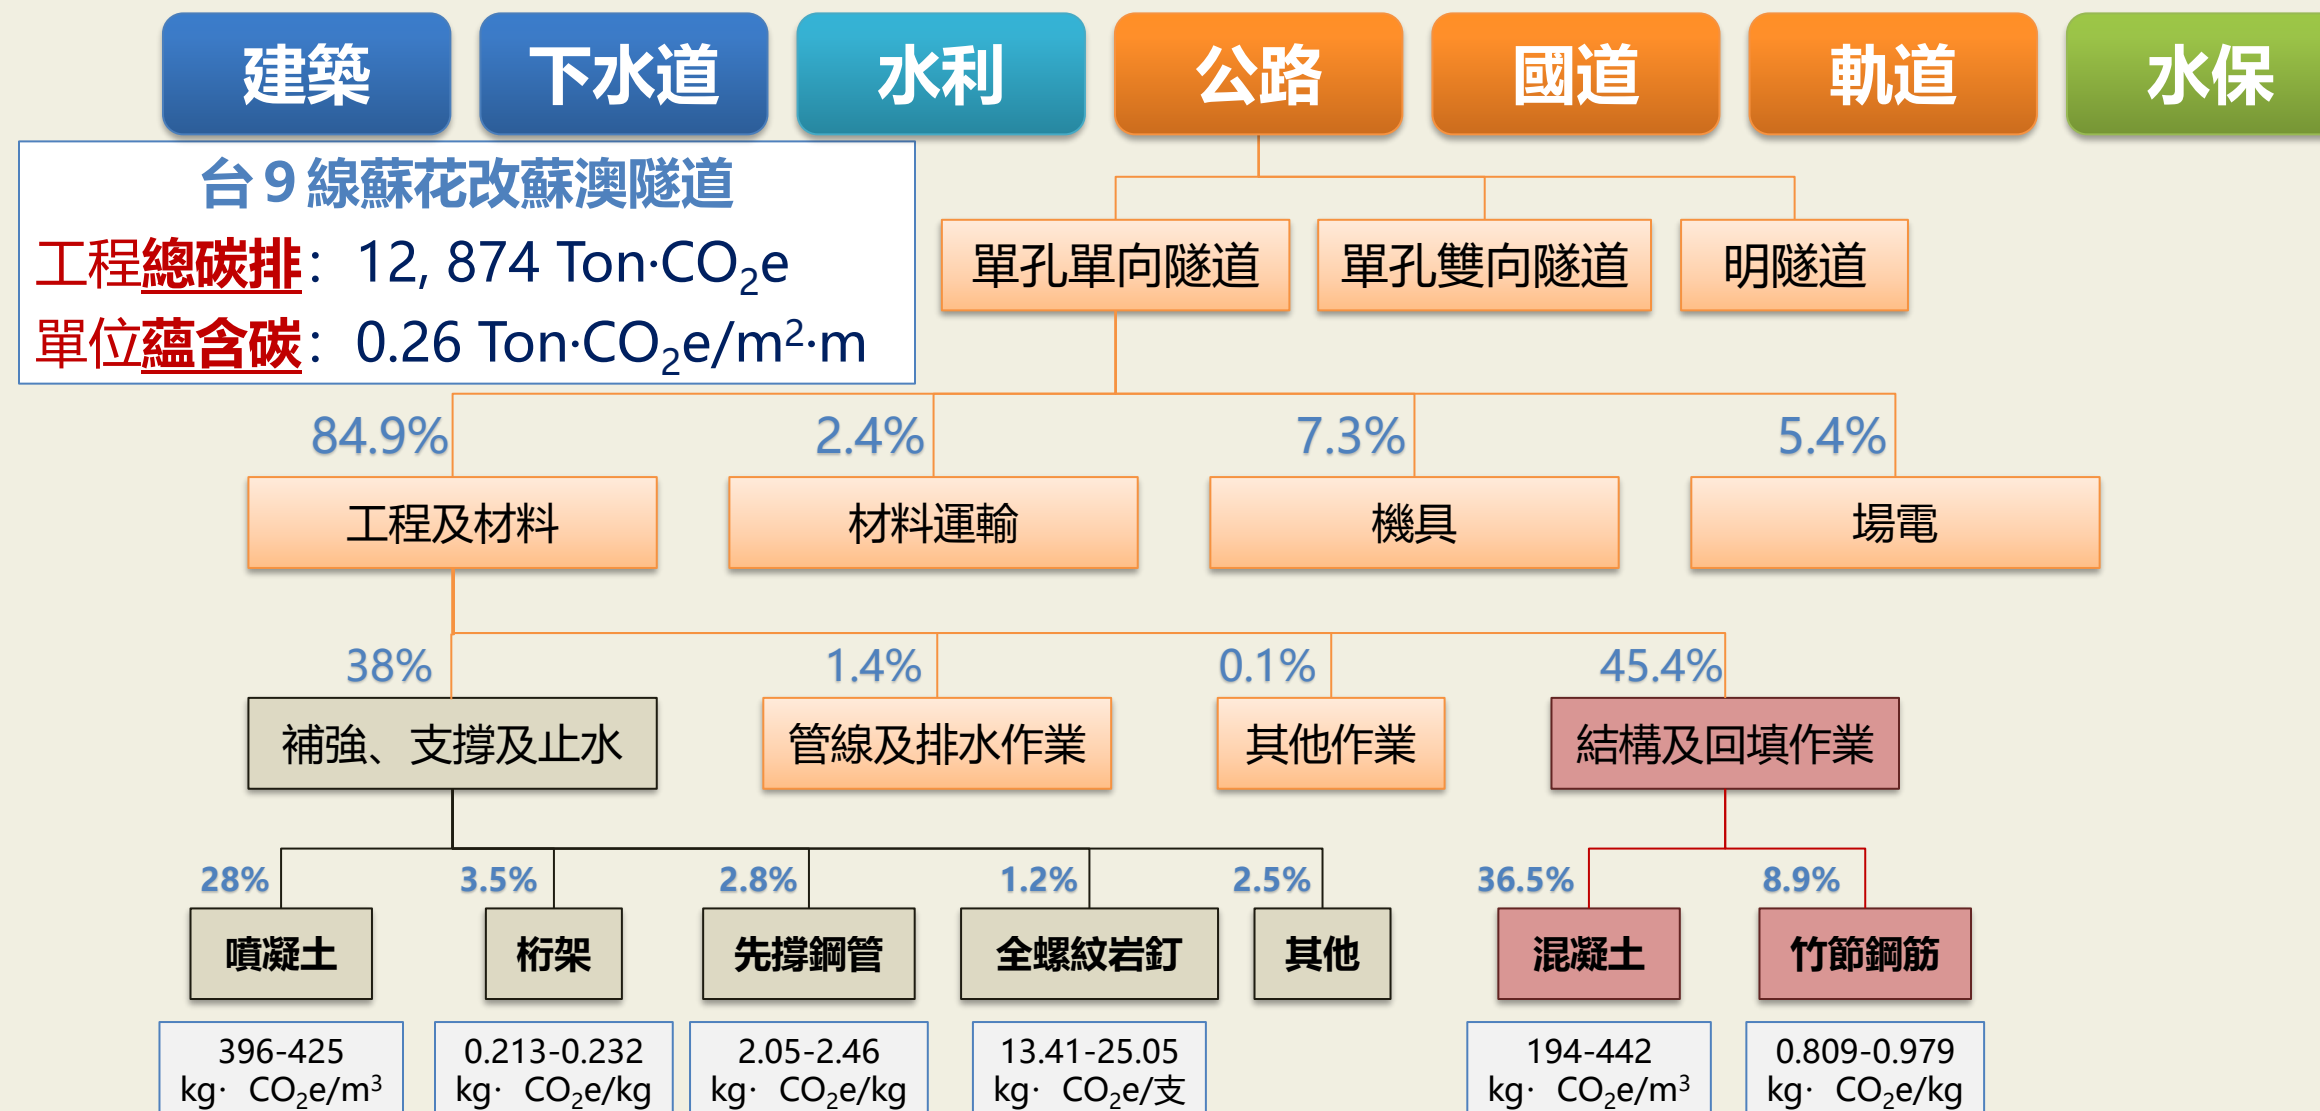 建築
下水道
水利
公路
國道
軌道
水保
台9線蘇花改蘇澳隧道
工程總碳排：12, 874 Ton·CO₂e
單位蘊含碳：0.26 Ton·CO₂e/m²·m
單孔單向隧道
單孔雙向隧道
明隧道
84.9%
2.4%
7.3%
5.4%
工程及材料
材料運輸
機具
場電
38%
1.4%
0.1%
45.4%
補強、支撐及止水
管線及排水作業
其他作業
結構及回填作業
28%
3.5%
2.8%
1.2%
2.5%
36.5%
8.9%
噴凝土
桁架
先撐鋼管
全螺紋岩釘
其他
混凝土
竹節鋼筋
396-425
kg· CO₂e/m³
0.213-0.232
kg· CO₂e/kg
2.05-2.46
kg· CO₂e/kg
13.41-25.05
kg· CO₂e/支
194-442
kg· CO₂e/m³
0.809-0.979
kg· CO₂e/kg